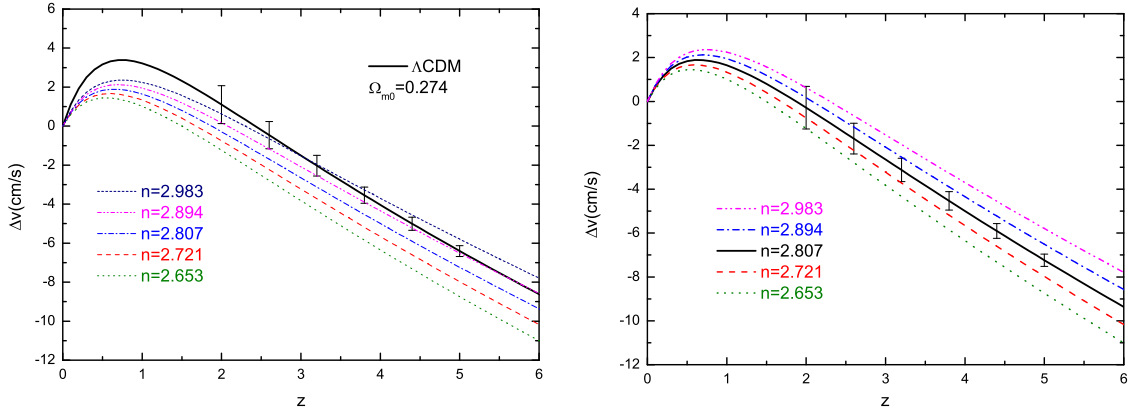 6
4
2
0
-2
-4
-6
-8
-10
-12
0 1 2 3 4 5 6
Δv(cm/s)
z
ΛCDM
Ωm0=0.274
n=2.983
n=2.894
n=2.807
n=2.721
n=2.653
4
2
0
-2
-4
-6
-8
-10
-12
0 1 2 3 4 5 6
Δv(cm/s)
z
n=2.983
n=2.894
n=2.807
n=2.721
n=2.653